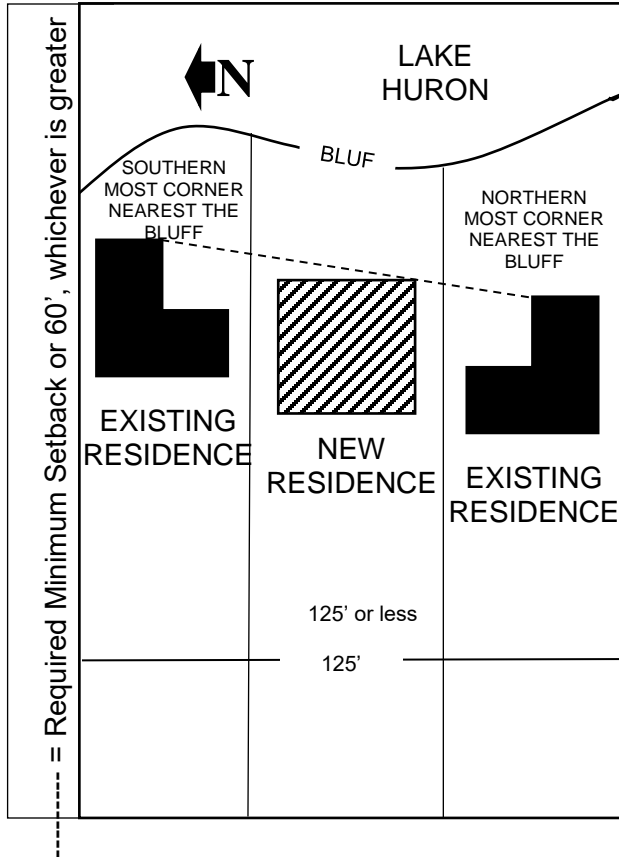 = Required Minimum Setback or 60’, whichever is greater
LAKE
HURON
N
BLUF
SOUTHERN
MOST CORNER
NEAREST THE
BLUFF
NORTHERN
MOST CORNER
NEAREST THE
BLUFF
EXISTING
RESIDENCE
NEW
RESIDENCE
EXISTING
RESIDENCE
125’ or less
125’